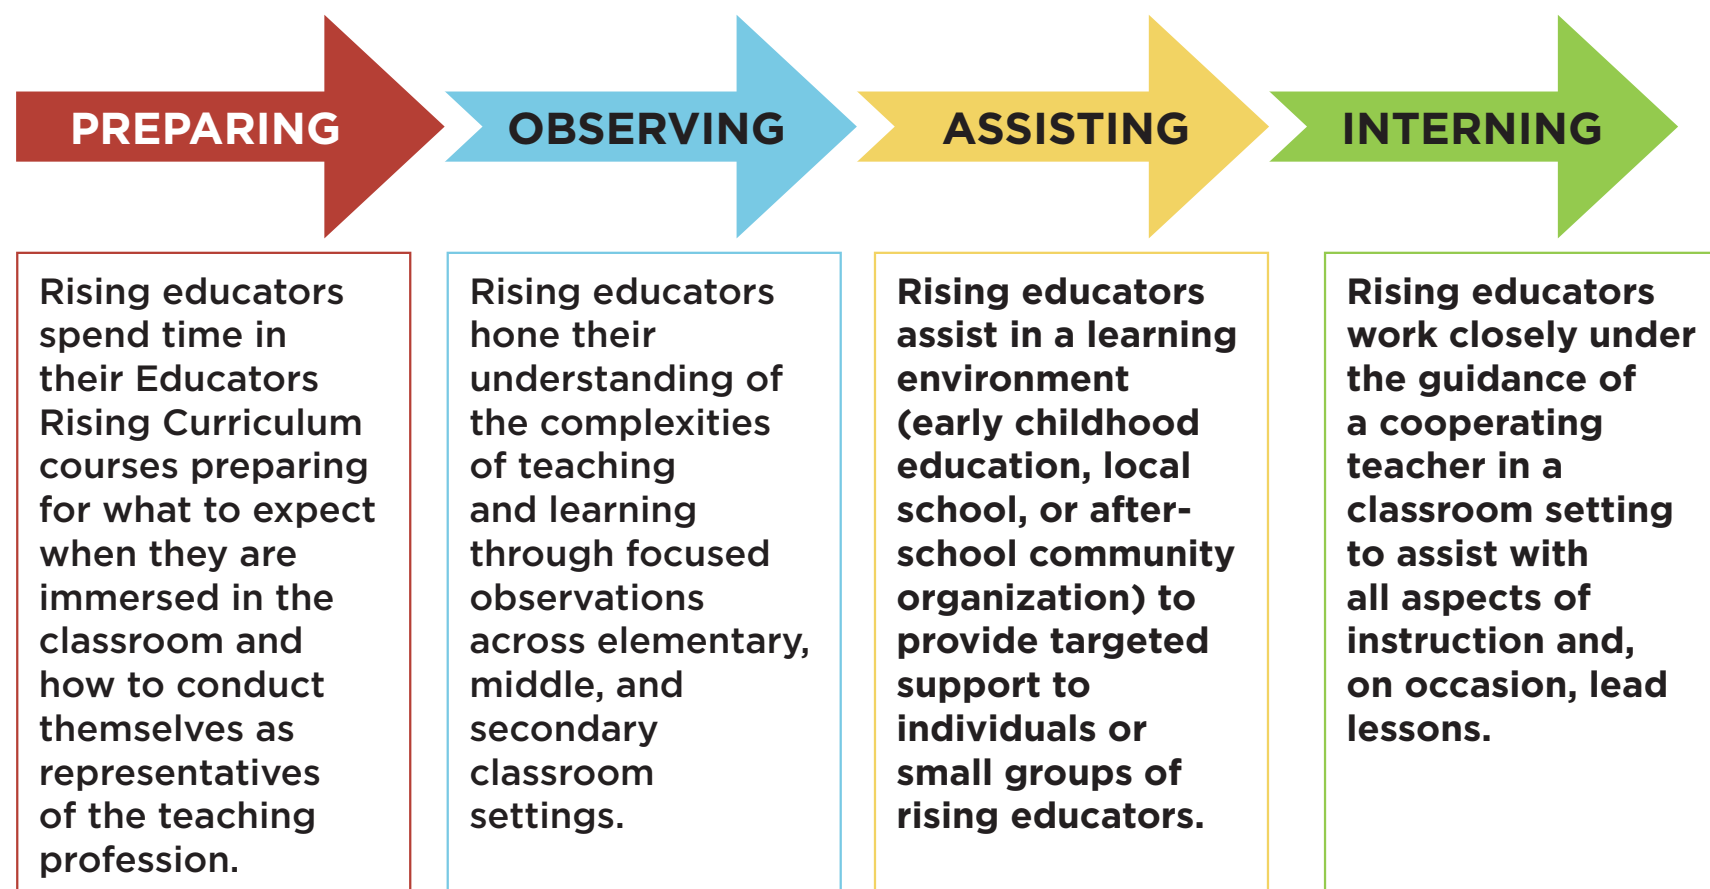 PREPARING
OBSERVING
ASSISTING
INTERNING
Rising educators
spend time in
their Educators
Rising Curriculum
courses preparing
for what to expect
when they are
immersed in the
classroom and
how to conduct
themselves as
representatives
of the teaching
profession.
Rising educators
hone their
understanding of
the complexities
of teaching
and learning
through focused
observations
across elementary,
middle, and
secondary
classroom
settings.
Rising educators
assist in a learning
environment
(early childhood
education, local
school, or after-
school community
organization) to
provide targeted
support to
individuals or
small groups of
rising educators.
Rising educators
work closely under
the guidance of
a cooperating
teacher in a
classroom setting
to assist with
all aspects of
instruction and,
on occasion, lead
lessons.